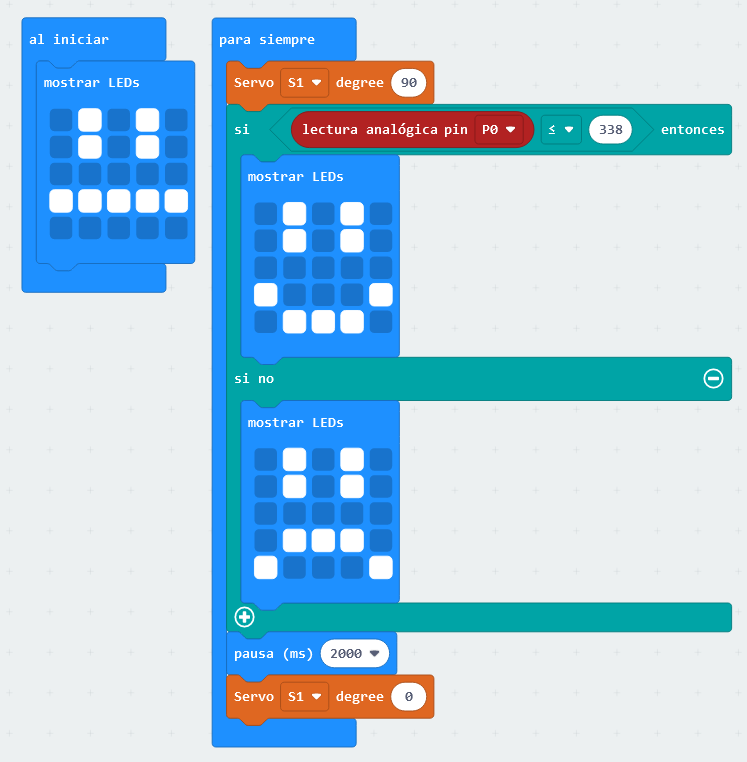 al iniciar
mostrar LEDs
para siempre
Servo S1 degree 90
si lectura analógica pin P0 ≤ 338 entonces
mostrar LEDs
si no
mostrar LEDs
pausa (ms) 2000
Servo S1 degree 0